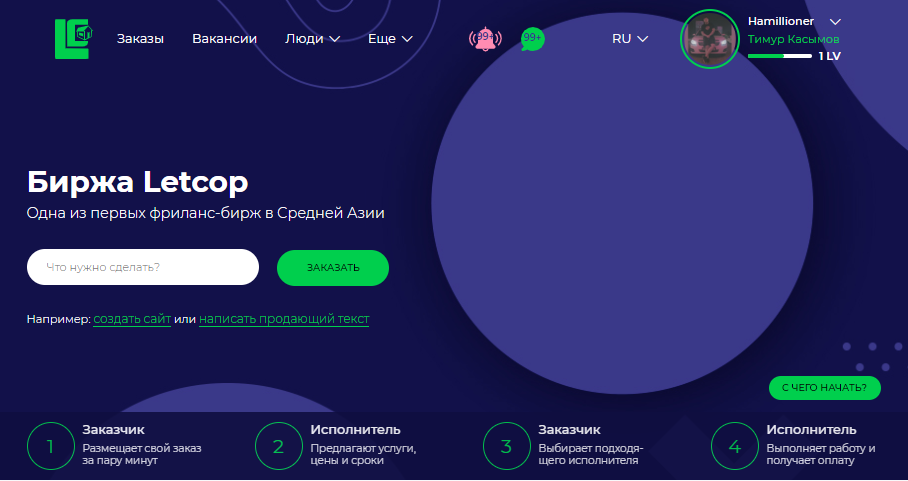 Заказы
Вакансии
Люди
Еще
99+
99+
RU
Hamillioner
Тимур Касымов
1 LV
Биржа Letcop
Одна из первых фриланс-бирж в Средней Азии
Что нужно сделать?
ЗАКАЗАТЬ
Например: создать сайт или написать продающий текст
С ЧЕГО НАЧАТЬ?
1
Заказчик
Размещает свой заказ
за пару минут
2
Исполнитель
Предлагают услуги,
цены и сроки
3
Заказчик
Выбирает подходя-
щего исполнителя
4
Исполнитель
Выполняет работу и
получает оплату